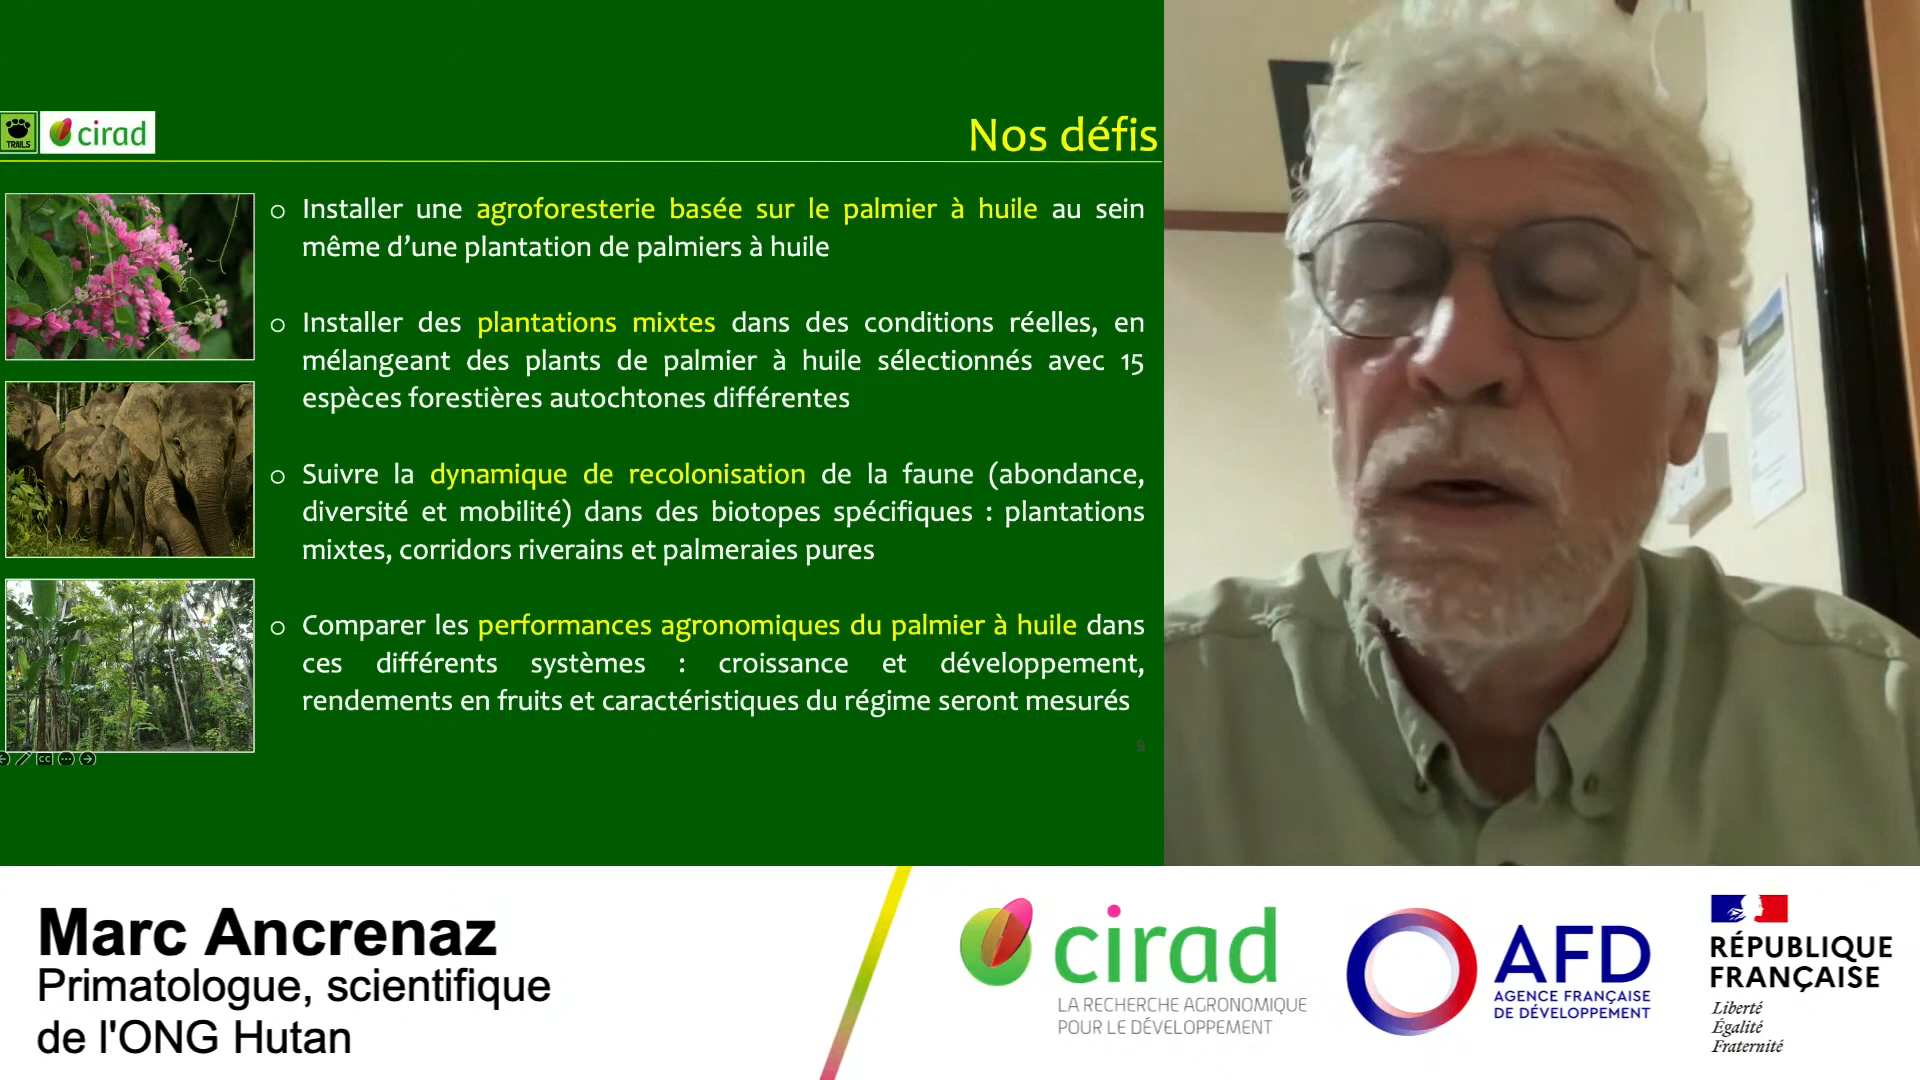 TRAILS
cirad
Nos défis
o Installer une agroforesterie basée sur le palmier à huile au sein
même d’une plantation de palmiers à huile
o Installer des plantations mixtes dans des conditions réelles, en
mélangeant des plants de palmier à huile sélectionnés avec 15
espèces forestières autochtones différentes
o Suivre la dynamique de recolonisation de la faune (abondance,
diversité et mobilité) dans des biotopes spécifiques : plantations
mixtes, corridors riverains et palmeraies pures
o Comparer les performances agronomiques du palmier à huile dans
ces différents systèmes : croissance et développement,
rendements en fruits et caractéristiques du régime seront mesurés
CC
Marc Ancrenaz
Primatologue, scientifique
de l'ONG Hutan
cirad
LA RECHERCHE AGRONOMIQUE
POUR LE DÉVELOPPEMENT
AFD
AGENCE FRANÇAISE
DE DÉVELOPPEMENT
RÉPUBLIQUE
FRANÇAISE
Liberté
Égalité
Fraternité